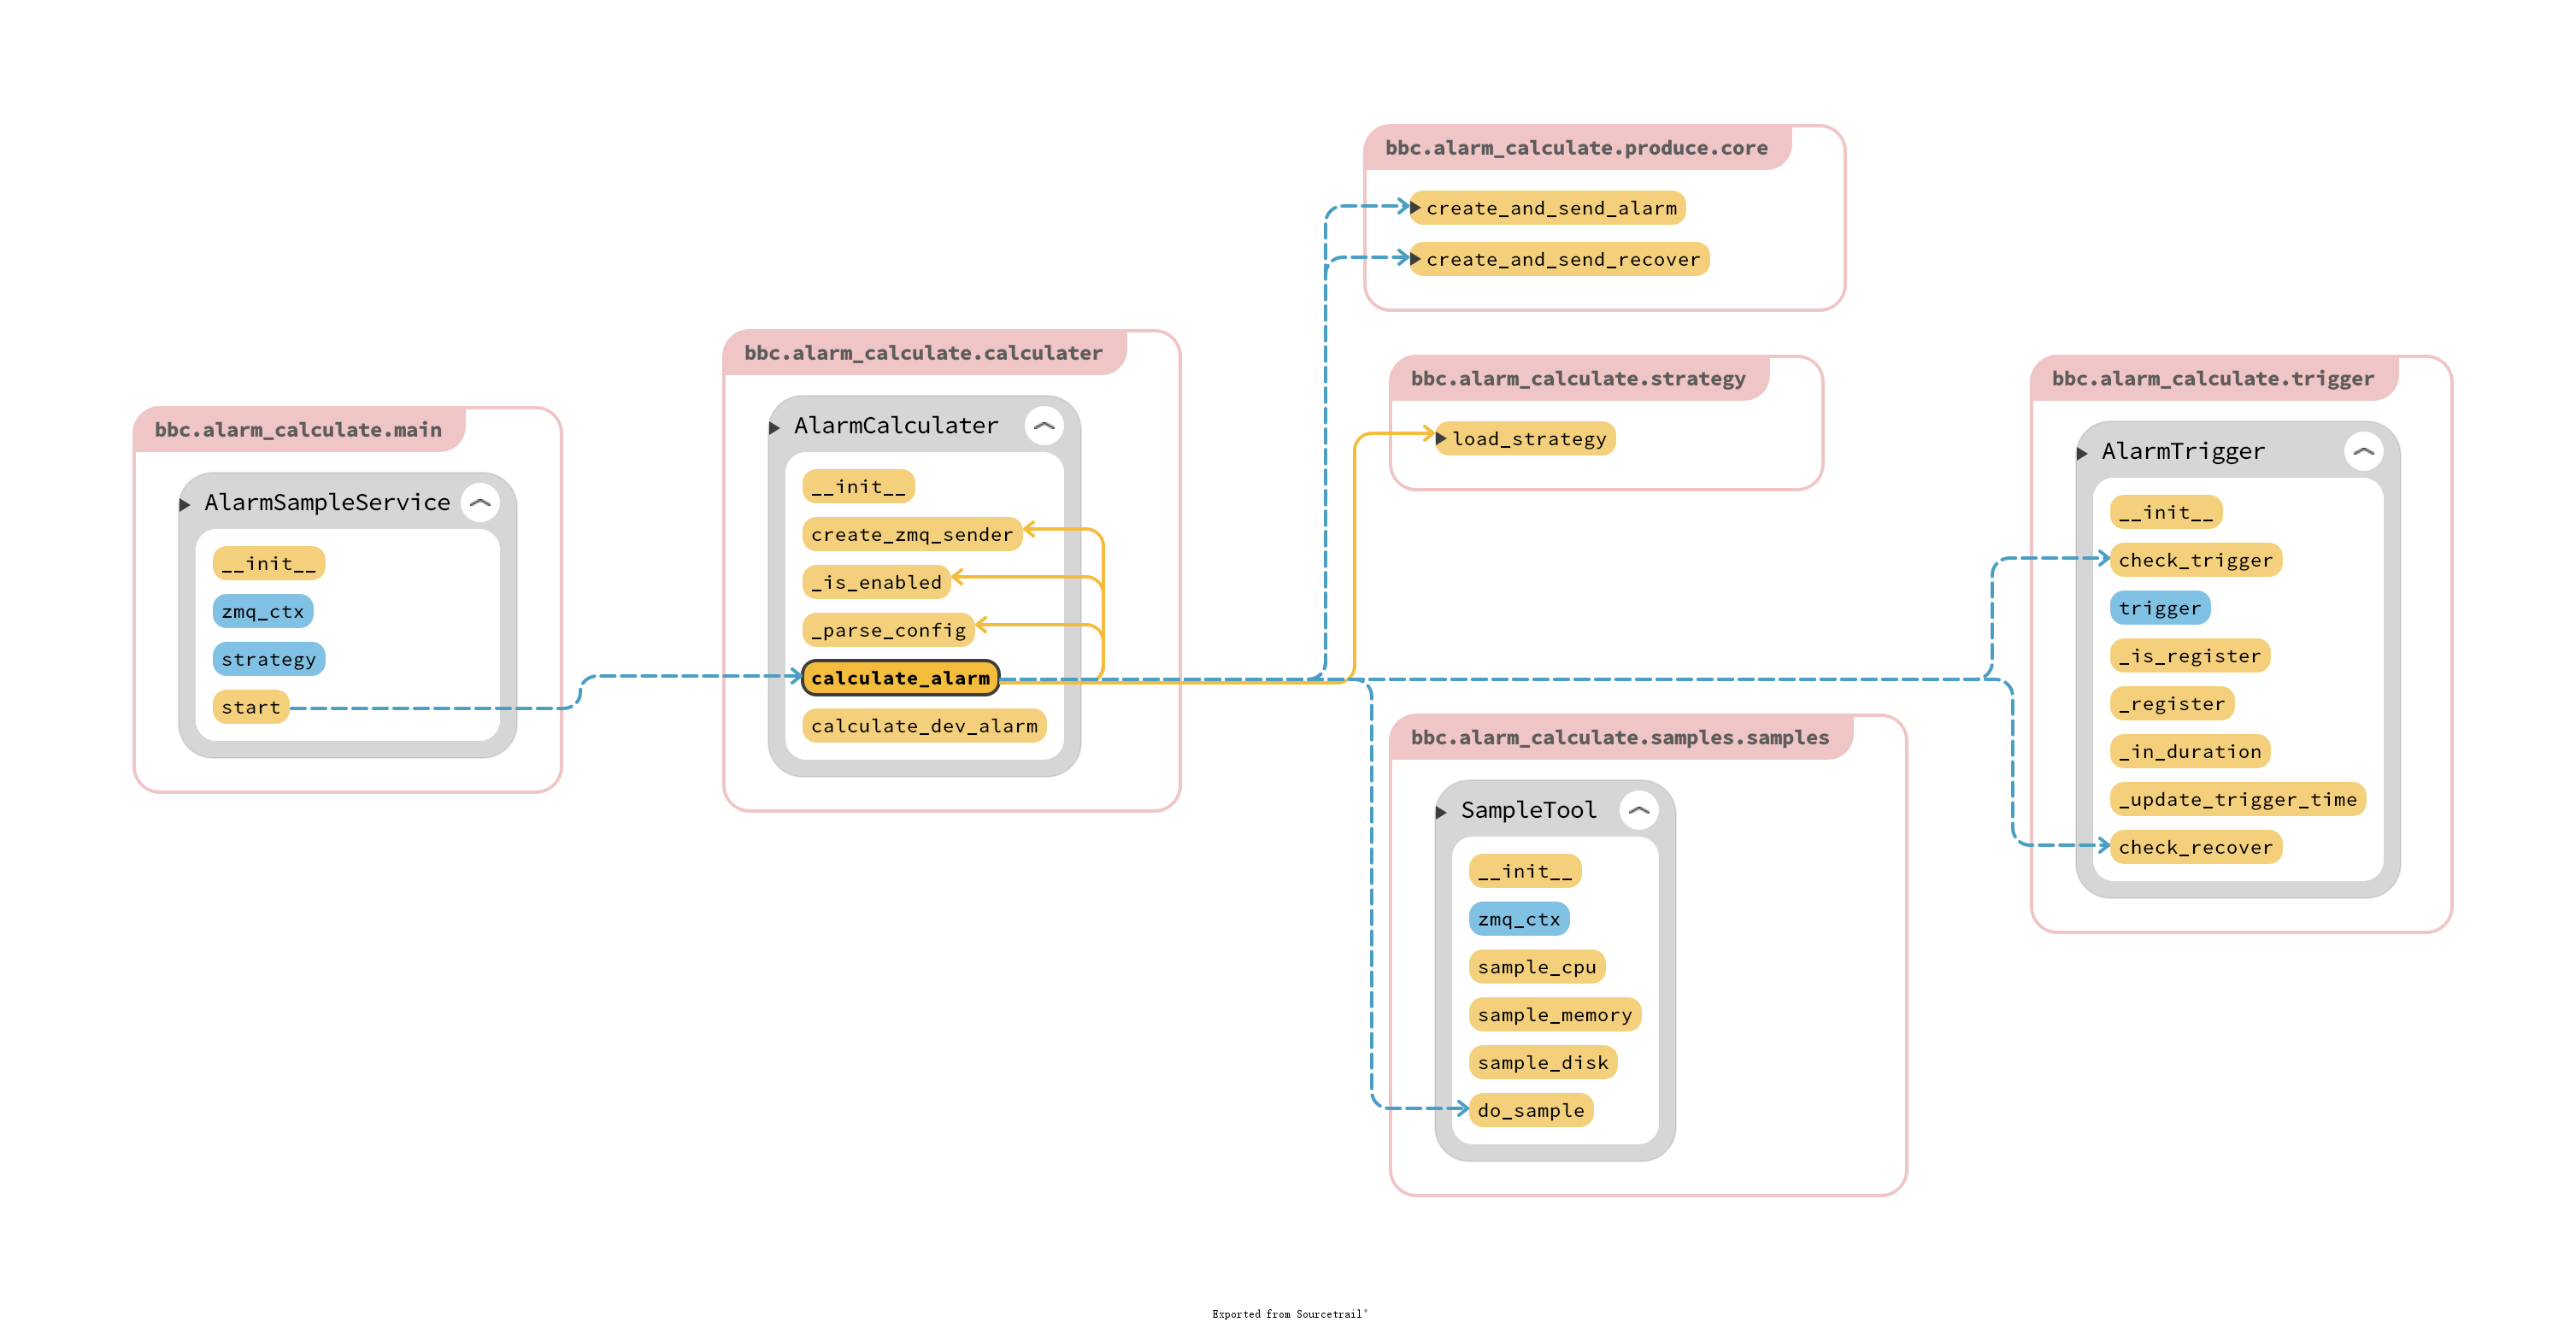 bbc.alarm_calculate.main
AlarmSampleService
__init__
zmq_ctx
strategy
start
bbc.alarm_calculate.calculater
AlarmCalculater
__init__
create_zmq_sender
_is_enabled
_parse_config
calculate_alarm
calculate_dev_alarm
bbc.alarm_calculate.produce.core
create_and_send_alarm
create_and_send_recover
bbc.alarm_calculate.strategy
load_strategy
bbc.alarm_calculate.samples.samples
SampleTool
__init__
zmq_ctx
sample_cpu
sample_memory
sample_disk
do_sample
bbc.alarm_calculate.trigger
AlarmTrigger
__init__
check_trigger
trigger
_is_register
_register
_in_duration
_update_trigger_time
check_recover
Exported from Sourcetrail®